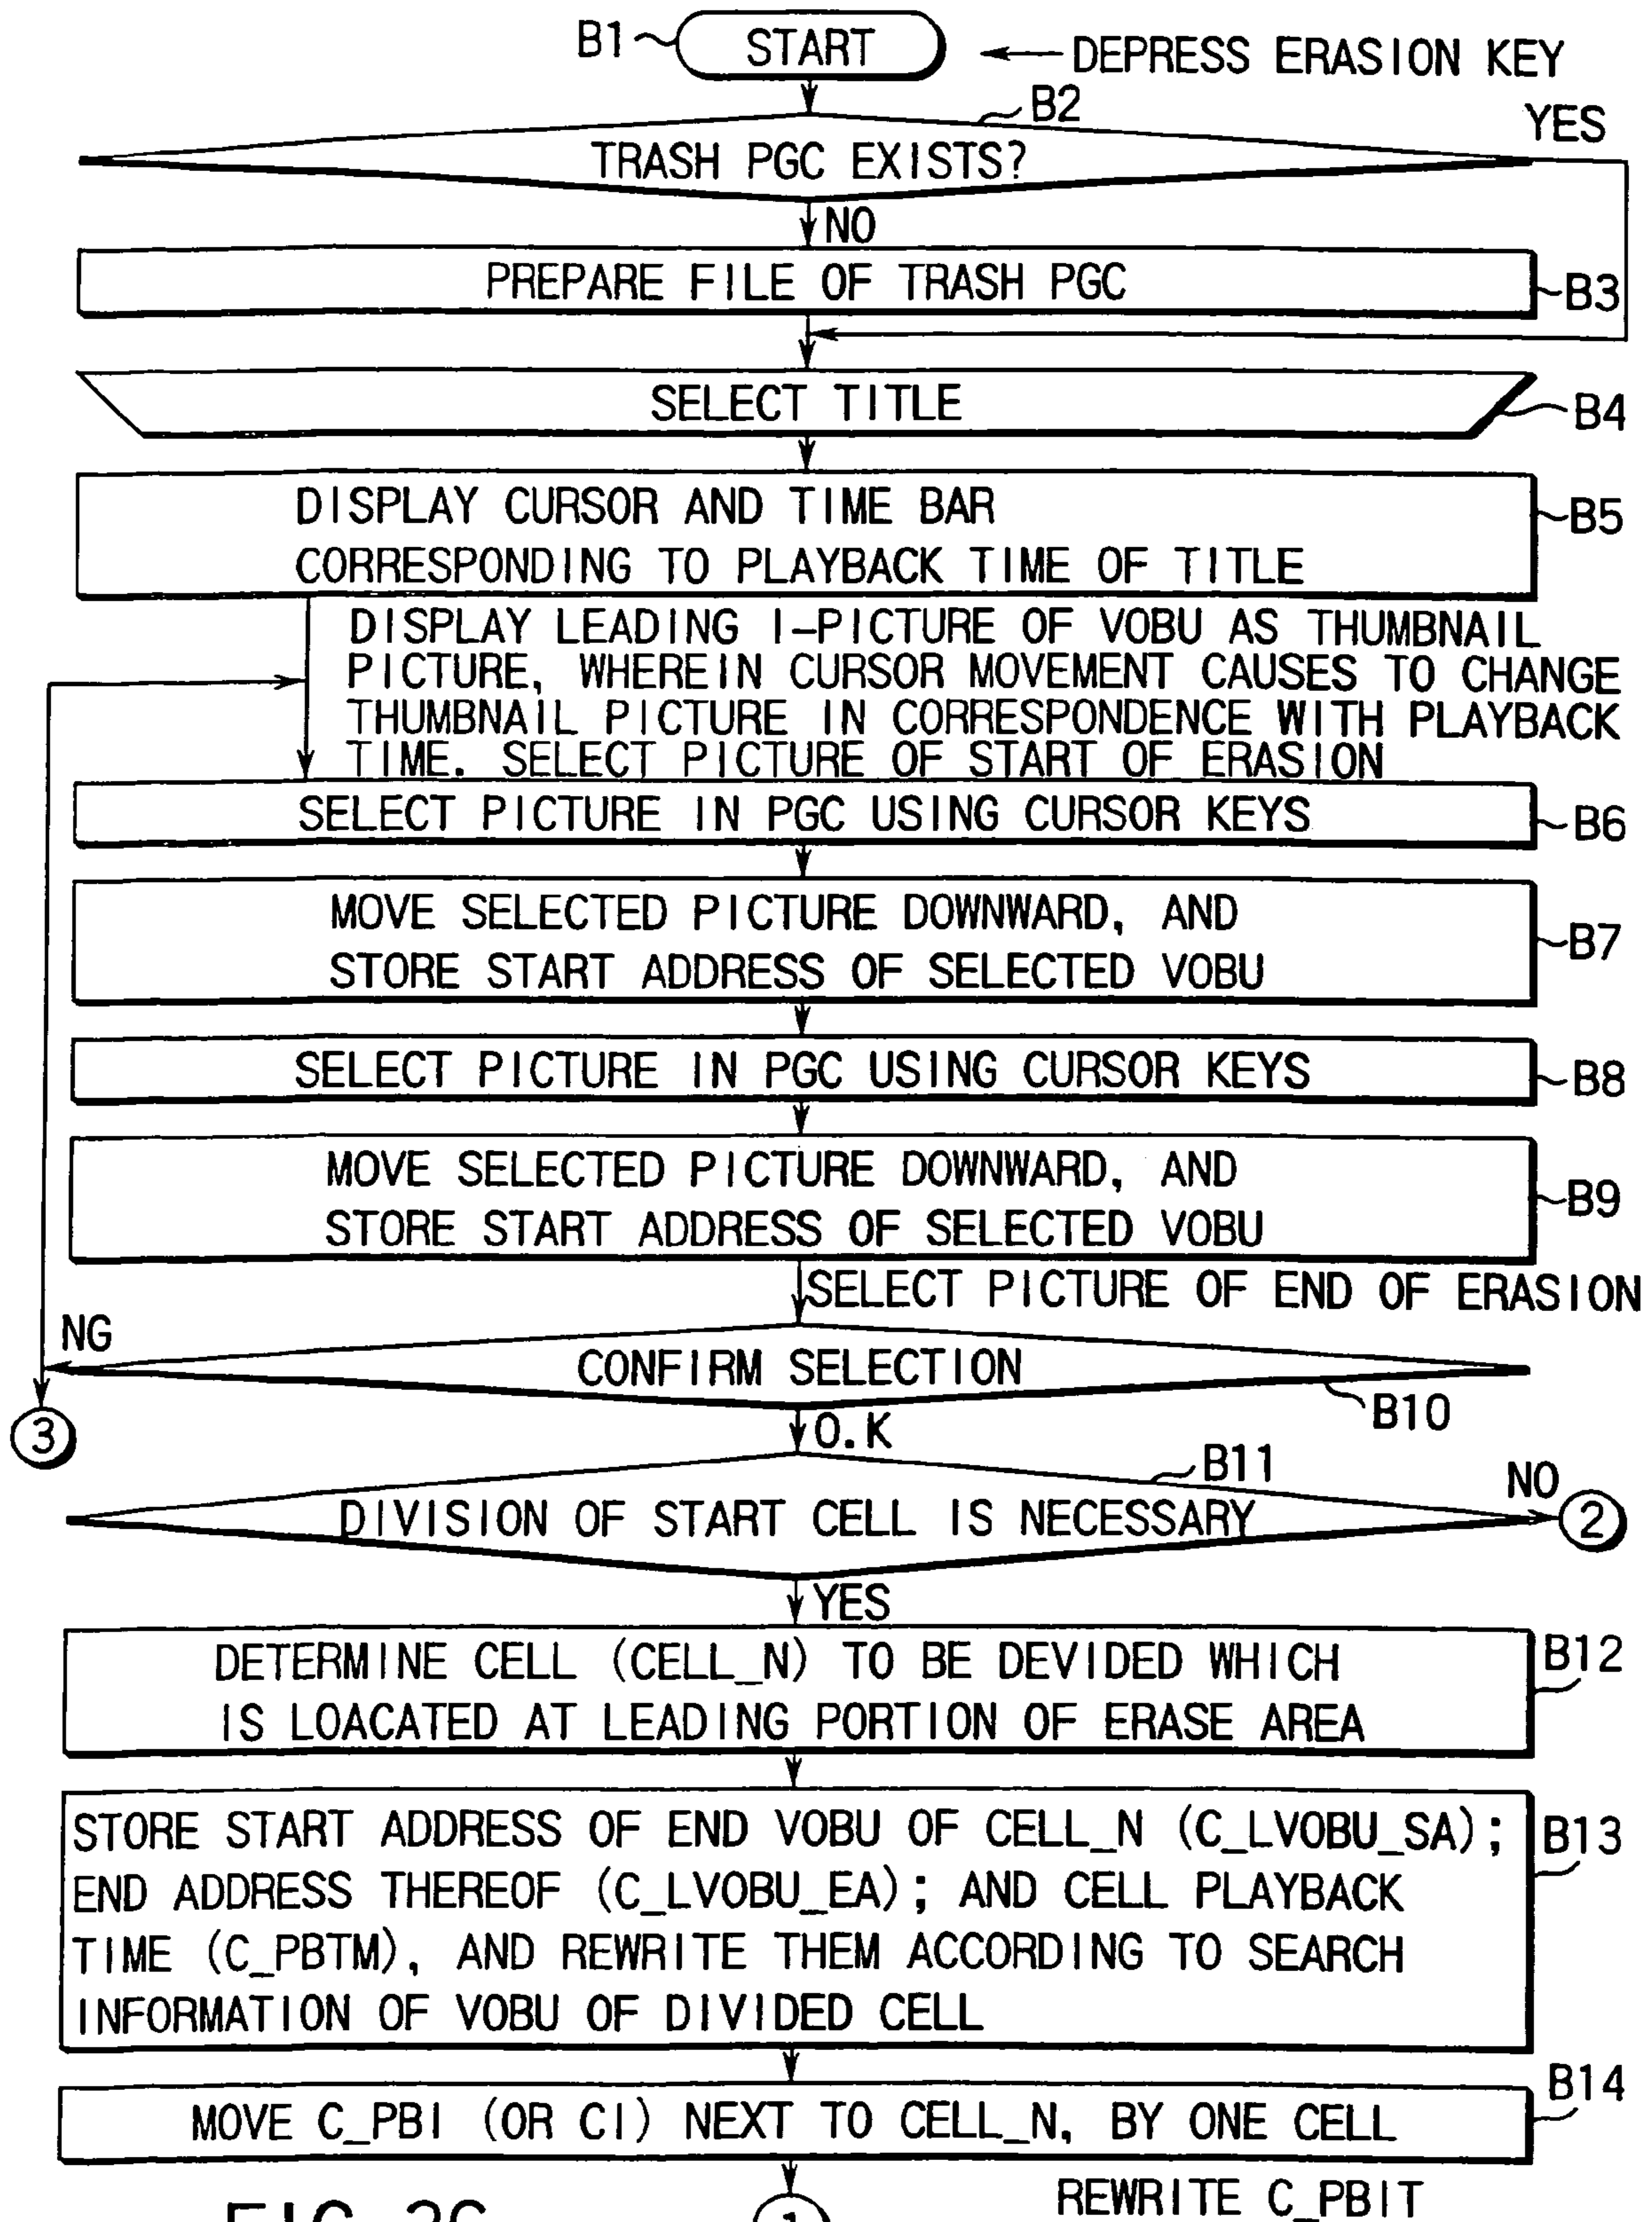 B1
START
DEPRESS ERASION KEY
B2
YES
TRASH PGC EXISTS?
NO
PREPARE FILE OF TRASH PGC
B3
SELECT TITLE
B4
DISPLAY CURSOR AND TIME BAR
CORRESPONDING TO PLAYBACK TIME OF TITLE
B5
DISPLAY LEADING I-PICTURE OF VOBU AS THUMBNAIL
PICTURE, WHEREIN CURSOR MOVEMENT CAUSES TO CHANGE
THUMBNAIL PICTURE IN CORRESPONDENCE WITH PLAYBACK
TIME. SELECT PICTURE OF START OF ERASION
SELECT PICTURE IN PGC USING CURSOR KEYS
B6
MOVE SELECTED PICTURE DOWNWARD, AND
STORE START ADDRESS OF SELECTED VOBU
B7
SELECT PICTURE IN PGC USING CURSOR KEYS
B8
MOVE SELECTED PICTURE DOWNWARD, AND
STORE START ADDRESS OF SELECTED VOBU
B9
SELECT PICTURE OF END OF ERASION
NG
CONFIRM SELECTION
B10
3
O.K
B11
NO
DIVISION OF START CELL IS NECESSARY
2
YES
DETERMINE CELL (CELL_N) TO BE DEVIDED WHICH
IS LOACATED AT LEADING PORTION OF ERASE AREA
B12
STORE START ADDRESS OF END VOBU OF CELL_N (C_LVOBU_SA);
END ADDRESS THEREOF (C_LVOBU_EA); AND CELL PLAYBACK
TIME (C_PBTM), AND REWRITE THEM ACCORDING TO SEARCH
INFORMATION OF VOBU OF DIVIDED CELL
B13
B14
MOVE C_PBI (OR CI) NEXT TO CELL_N, BY ONE CELL
REWRITE C_PBIT
1